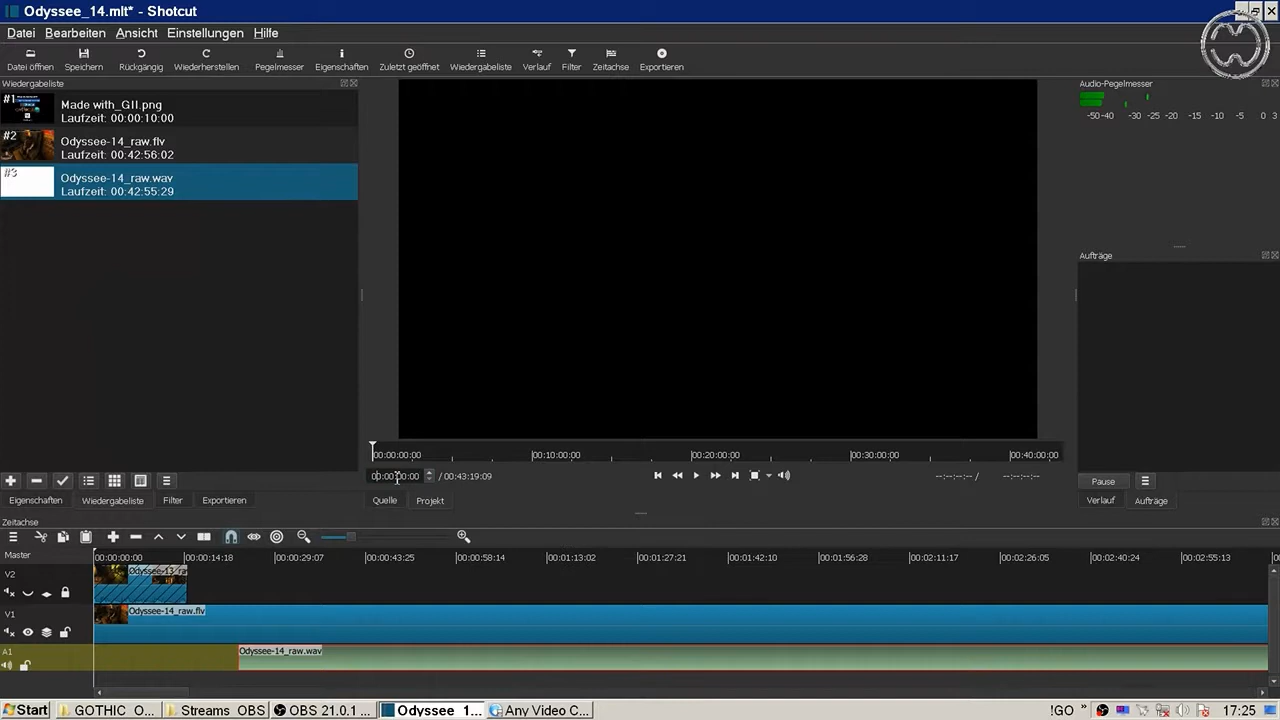 Odyssee_14.mlt* - Shotcut
Datei Bearbeiten Ansicht Einstellungen Hilfe
Datei öffnen Speichern Rückgängig Wiederherstellen Pegelmesser Eigenschaften Zuletzt geöffnet Wiedergabeliste Verlauf Filter Zeitachse Exportieren
Wiedergabeliste
#1 Made with_GII.png
Laufzeit: 00:00:10:00
#2 Odyssee-14_raw.flv
Laufzeit: 00:42:56:02
#3 Odyssee-14_raw.wav
Laufzeit: 00:42:55:29
Audio-Pegelmesser
-50 -40 -30 -25 -20 -15 -10 -5 0 3
Aufträge
00:00:00:00 00:10:00:00 00:20:00:00 00:30:00:00 00:40:00:00
00:00:00:00 / 00:43:19:09 --:--:--:-- / --:--:--:--
Pause
Eigenschaften Wiedergabeliste Filter Exportieren Quelle Projekt Verlauf Aufträge
Zeitachse
Master 00:00:00:00 00:00:14:18 00:00:29:07 00:00:43:25 00:00:58:14 00:01:13:02 00:01:27:21 00:01:42:10 00:01:56:28 00:02:11:17 00:02:26:05 00:02:40:24 00:02:55:13
V2 Odyssee-13_ra
V1 Odyssee-14_raw.flv
A1 Odyssee-14_raw.wav
Start GOTHIC O... Streams OBS OBS 21.0.1 ... Odyssee_1... Any Video C... !GO » 17:25